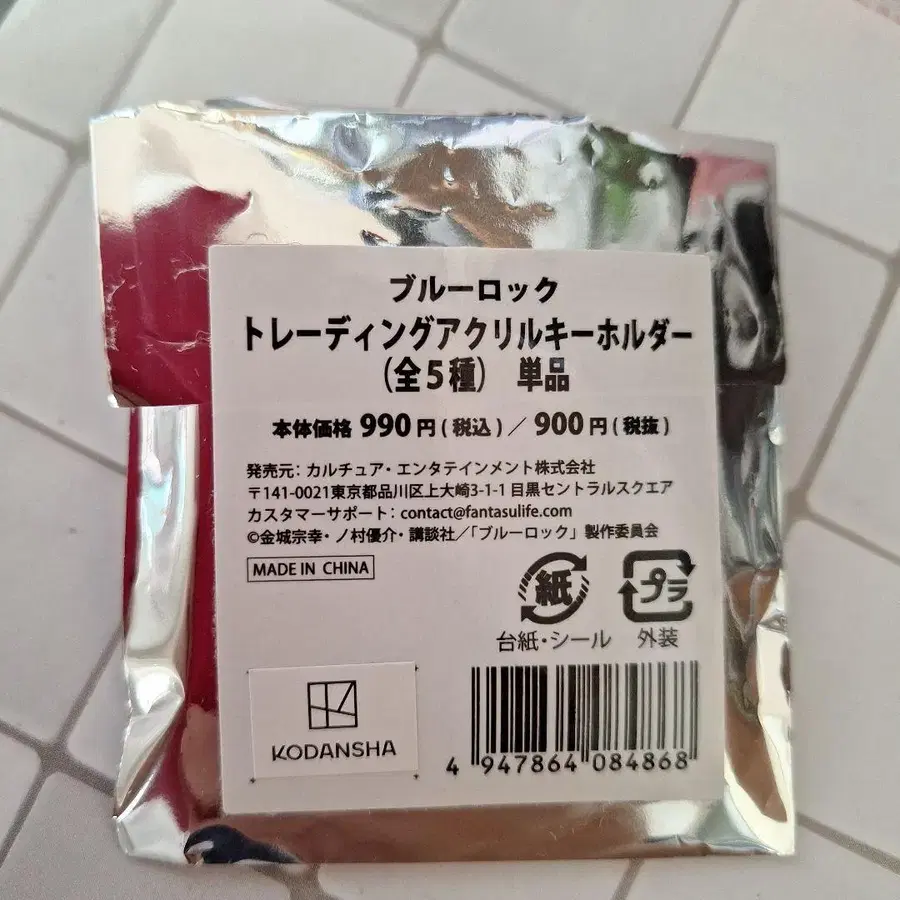 ブルーロック
トレーディングアクリルキーホルダー
(全5種) 単品
本体価格 990円(税込)／900円(税抜)
発売元：カルチュア・エンタテインメント株式会社
〒141-0021東京都品川区上大崎3-1-1 目黒セントラルスクエア
カスタマーサポート：contact@fantasulife.com
©金城宗幸・ノ村優介・講談社／「ブルーロック」製作委員会
MADE IN CHINA
紙 プラ
台紙・シール 外装
KODANSHA
4 947864 084868